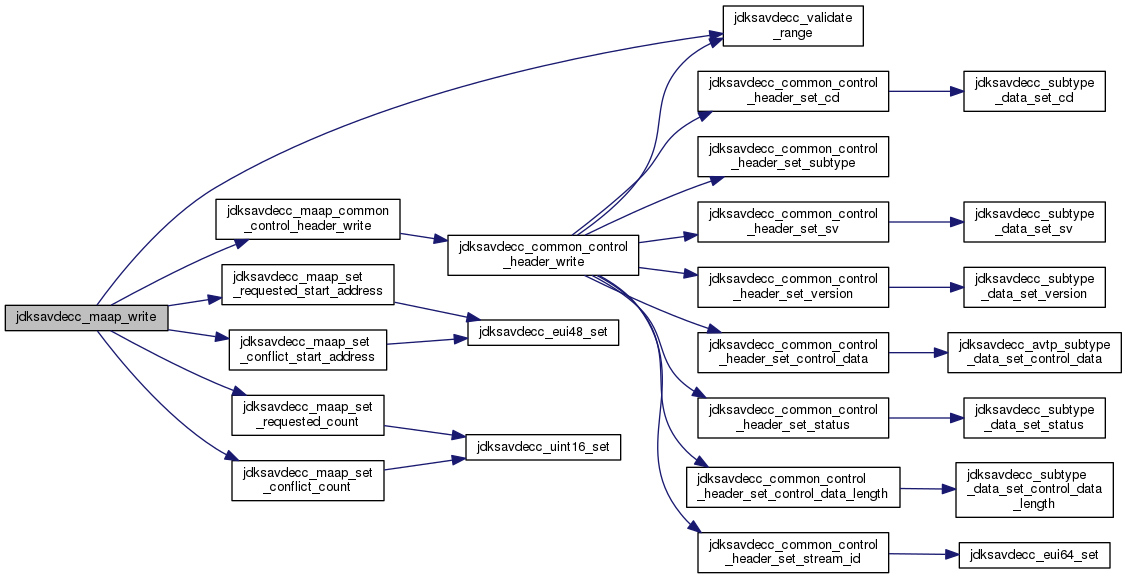 jdksavdecc_maap_write
jdksavdecc_maap_common
_control_header_write
jdksavdecc_maap_set
_requested_start_address
jdksavdecc_maap_set
_conflict_start_address
jdksavdecc_maap_set
_requested_count
jdksavdecc_maap_set
_conflict_count
jdksavdecc_common_control
_header_write
jdksavdecc_eui48_set
jdksavdecc_uint16_set
jdksavdecc_validate
_range
jdksavdecc_common_control
_header_set_cd
jdksavdecc_common_control
_header_set_subtype
jdksavdecc_common_control
_header_set_sv
jdksavdecc_common_control
_header_set_version
jdksavdecc_common_control
_header_set_control_data
jdksavdecc_common_control
_header_set_status
jdksavdecc_common_control
_header_set_control_data_length
jdksavdecc_common_control
_header_set_stream_id
jdksavdecc_subtype
_data_set_cd
jdksavdecc_subtype
_data_set_sv
jdksavdecc_subtype
_data_set_version
jdksavdecc_avtp_subtype
_data_set_control_data
jdksavdecc_subtype
_data_set_status
jdksavdecc_subtype
_data_set_control_data
_length
jdksavdecc_eui64_set